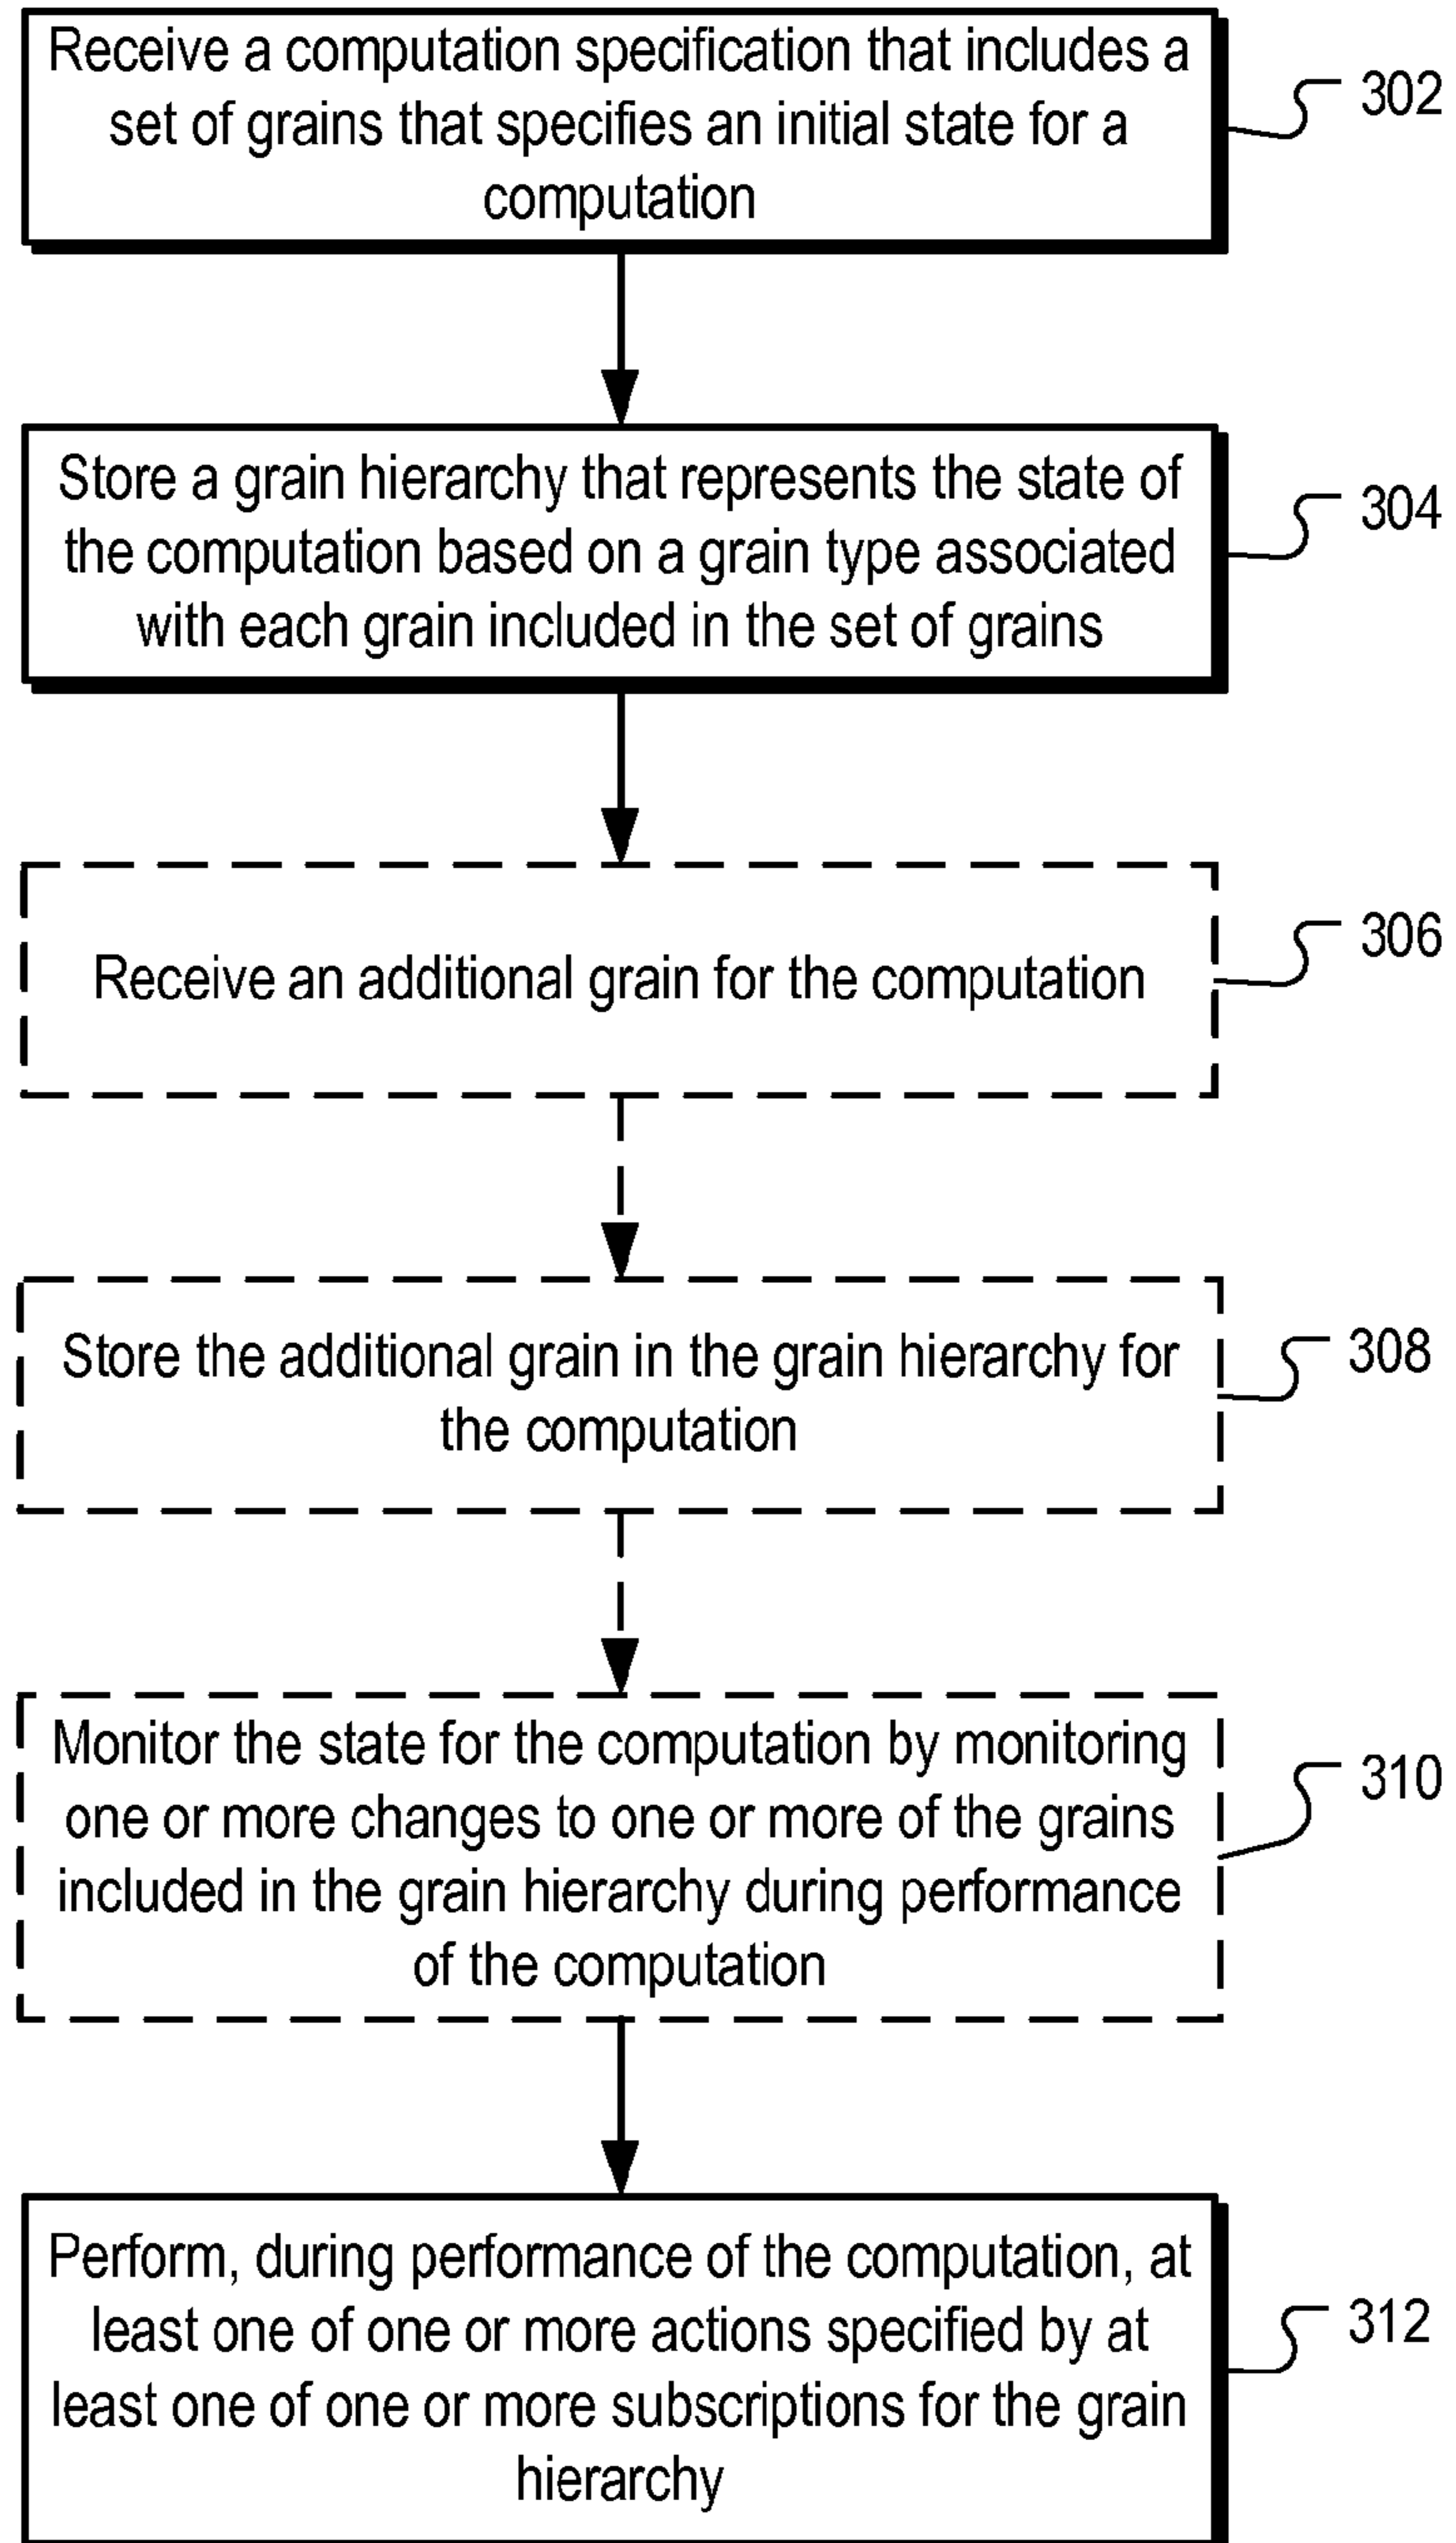 Receive a computation specification that includes a
set of grains that specifies an initial state for a
computation
302
Store a grain hierarchy that represents the state of
the computation based on a grain type associated
with each grain included in the set of grains
304
Receive an additional grain for the computation
306
Store the additional grain in the grain hierarchy for
the computation
308
Monitor the state for the computation by monitoring
one or more changes to one or more of the grains
included in the grain hierarchy during performance
of the computation
310
Perform, during performance of the computation, at
least one of one or more actions specified by at
least one of one or more subscriptions for the grain
hierarchy
312